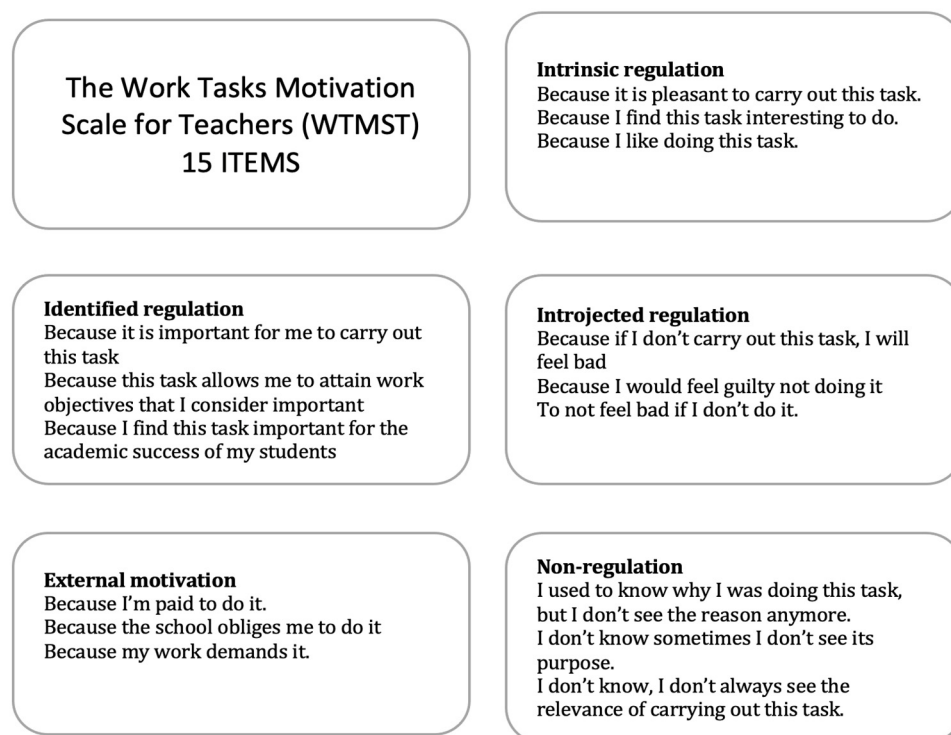 The Work Tasks Motivation
Scale for Teachers (WTMST)
15 ITEMS
Intrinsic regulation
Because it is pleasant to carry out this task.
Because I find this task interesting to do.
Because I like doing this task.
Identified regulation
Because it is important for me to carry out
this task
Because this task allows me to attain work
objectives that I consider important
Because I find this task important for the
academic success of my students
Introjected regulation
Because if I don’t carry out this task, I will
feel bad
Because I would feel guilty not doing it
To not feel bad if I don’t do it.
External motivation
Because I’m paid to do it.
Because the school obliges me to do it
Because my work demands it.
Non-regulation
I used to know why I was doing this task,
but I don’t see the reason anymore.
I don’t know sometimes I don’t see its
purpose.
I don’t know, I don’t always see the
relevance of carrying out this task.